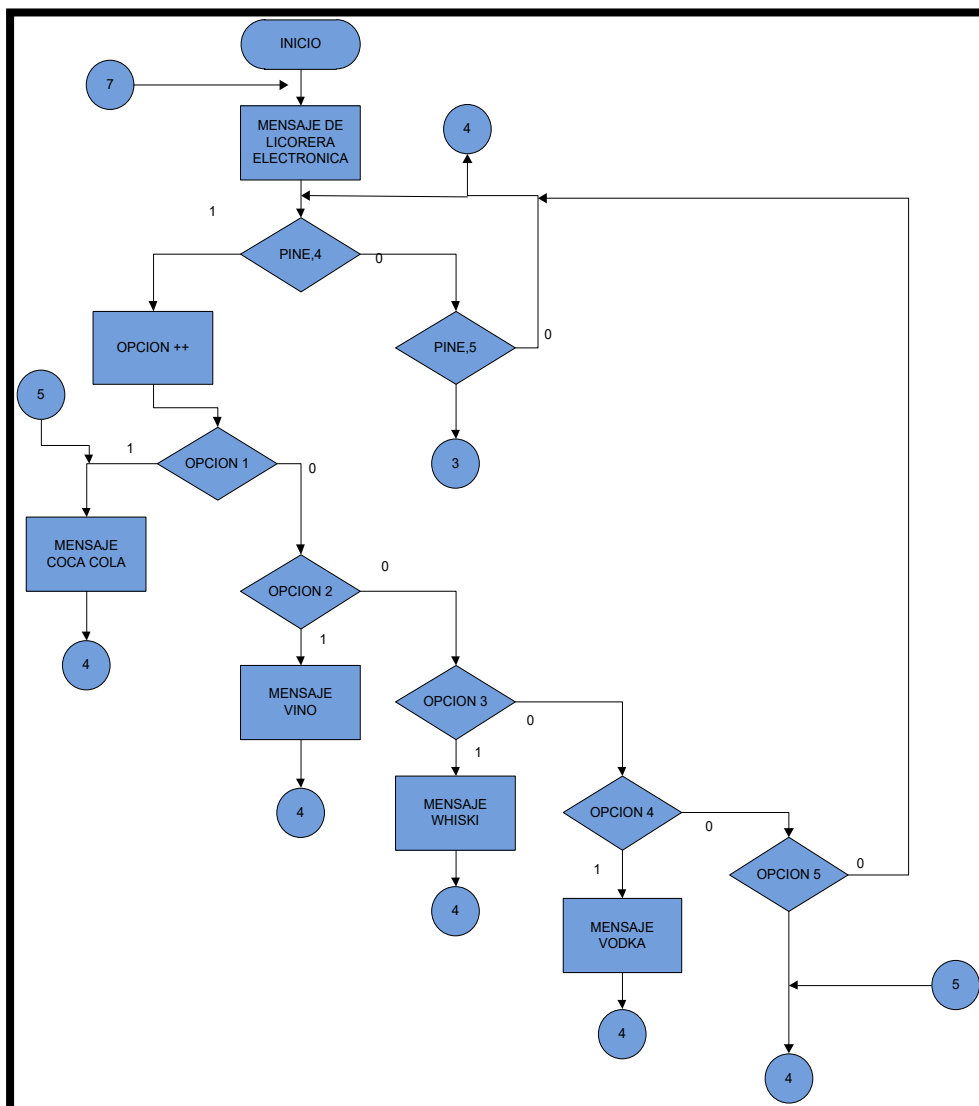 INICIO
7
MENSAJE DE
LICORERA
ELECTRONICA
4
1
PINE,4
0
OPCION ++
PINE,5
0
5
1
OPCION 1
0
3
MENSAJE
COCA COLA
OPCION 2
0
4
1
MENSAJE
VINO
OPCION 3
0
1
4
MENSAJE
WHISKI
OPCION 4
0
1
OPCION 5
0
4
MENSAJE
VODKA
5
4
4